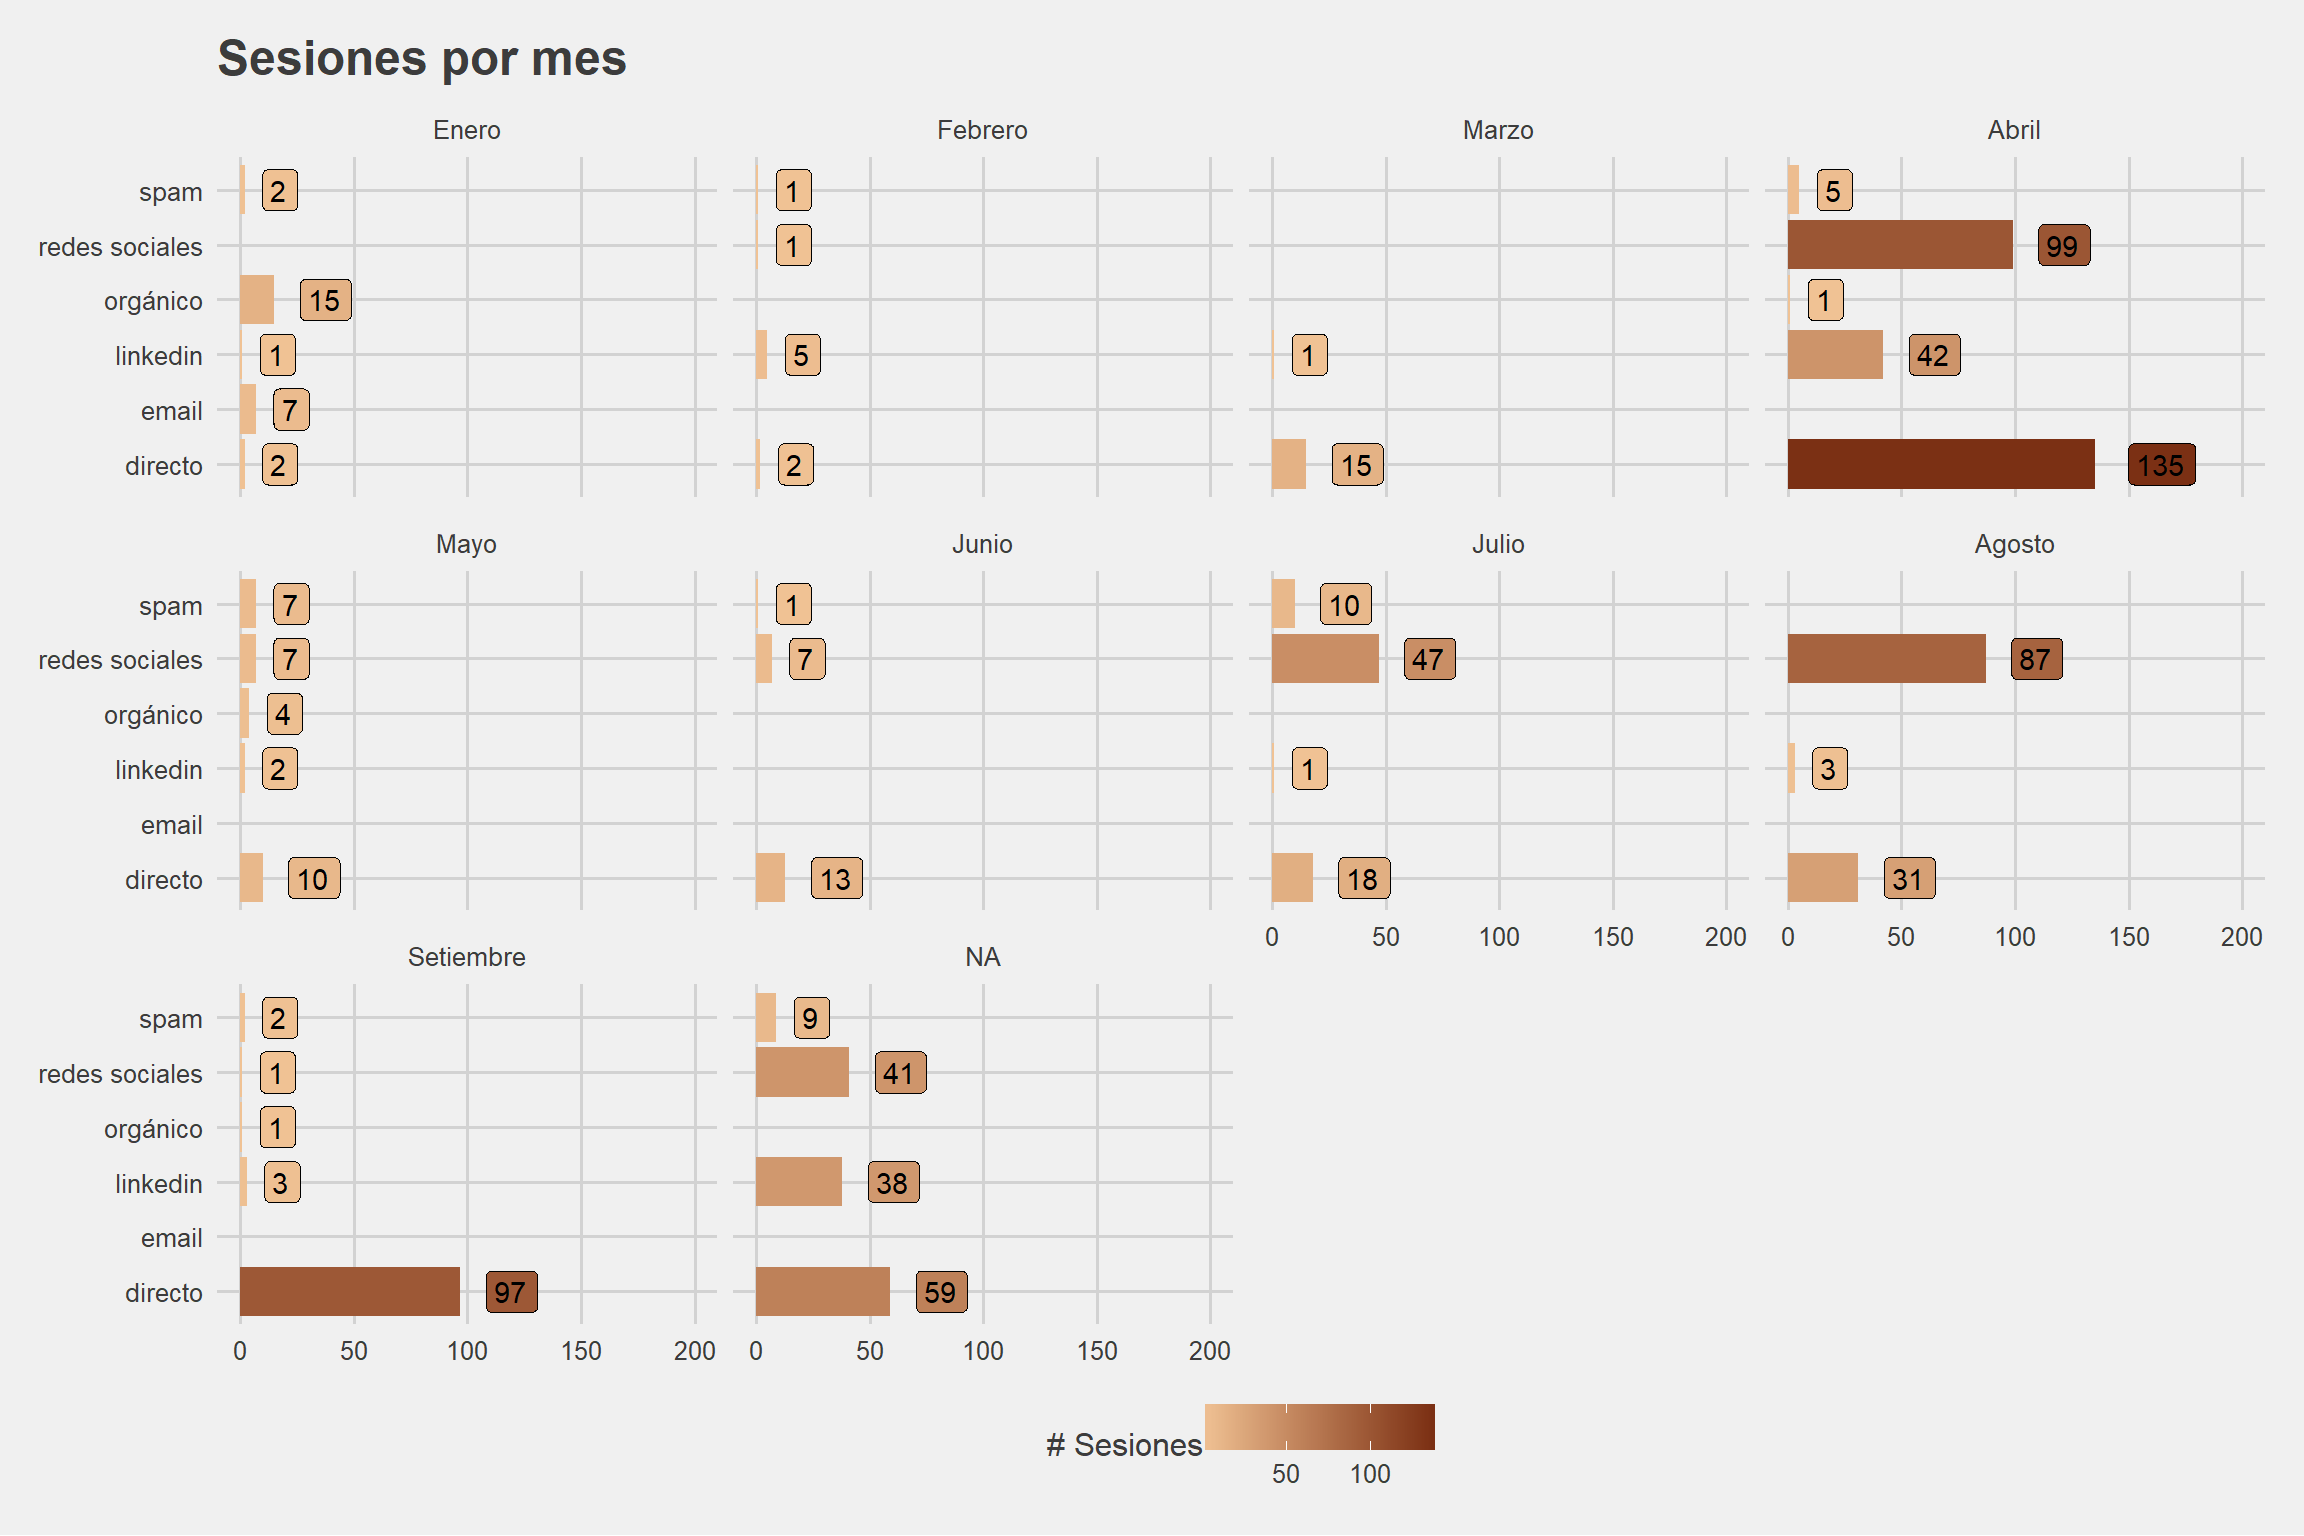 Sesiones por mes
Enero Febrero Marzo Abril
spam 2 1 5
redes sociales 1 99
orgánico 15 1
linkedin 1 5 1 42
email 7
directo 2 2 15 135
Mayo Junio Julio Agosto
spam 7 1 10
redes sociales 7 7 47 87
orgánico 4
linkedin 2 1 3
email
directo 10 13 18 31
0 50 100 150 200 0 50 100 150 200
Setiembre NA
spam 2 9
redes sociales 1 41
orgánico 1
linkedin 3 38
email
directo 97 59
0 50 100 150 200 0 50 100 150 200
# Sesiones
50 100